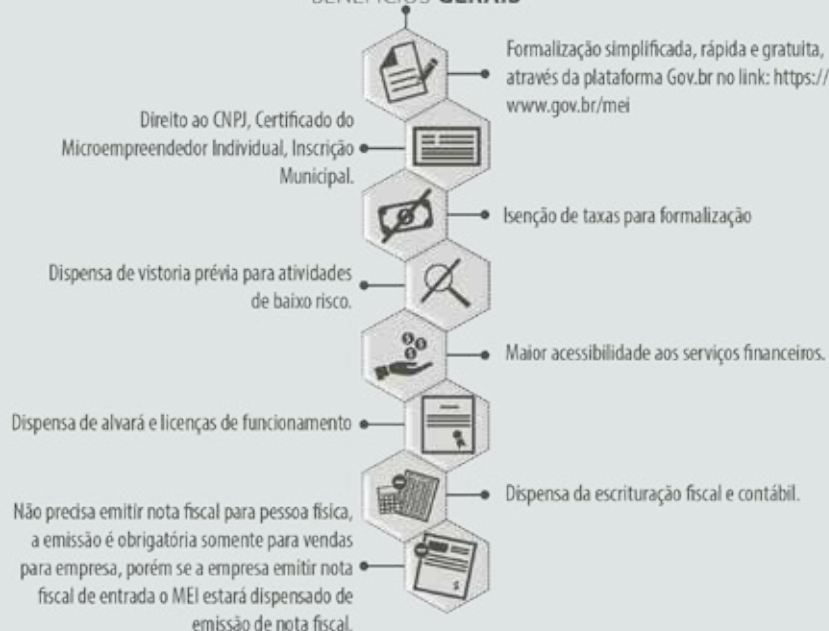 BENEFÍCIOS GERAIS
Formalização simplificada, rápida e gratuita,
através da plataforma Gov.br no link: https://
www.gov.br/mei
Direito ao CNPJ, Certificado do
Microempreendedor Individual, Inscrição
Municipal.
Isenção de taxas para formalização
Dispensa de vistoria prévia para atividades
de baixo risco.
Maior acessibilidade aos serviços financeiros.
Dispensa de alvará e licenças de funcionamento
Dispensa da escrituração fiscal e contábil.
Não precisa emitir nota fiscal para pessoa física,
a emissão é obrigatória somente para vendas
para empresa, porém se a empresa emitir nota
fiscal de entrada o MEI estará dispensado de
emissão de nota fiscal.